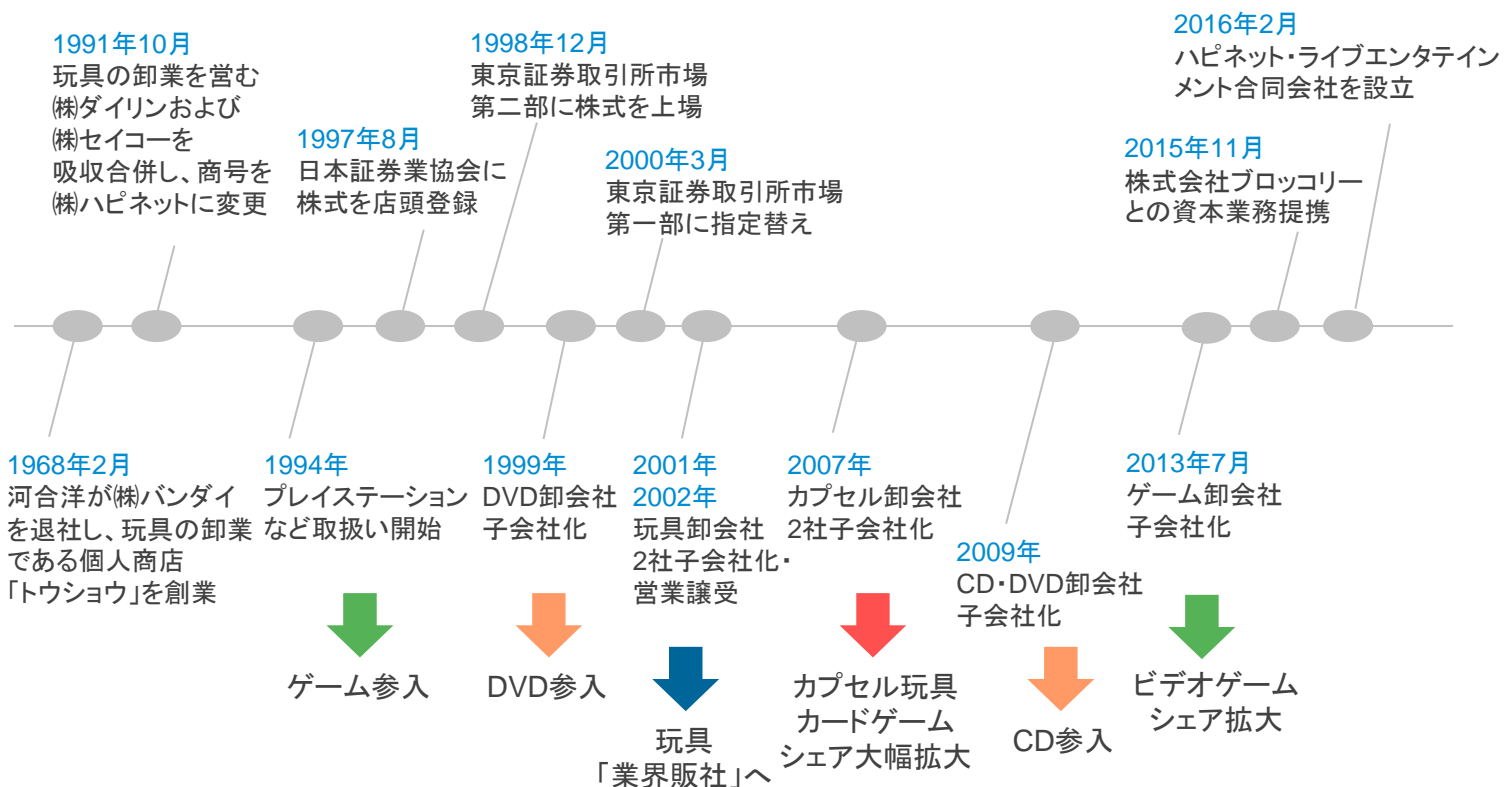 1991年10月
玩具の卸業を営む
㈱ダイリンおよび
㈱セイコーを
吸収合併し、商号を
㈱ハピネットに変更
1997年8月
日本証券業協会に
株式を店頭登録
1998年12月
東京証券取引所市場
第二部に株式を上場
2000年3月
東京証券取引所市場
第一部に指定替え
2015年11月
株式会社ブロッコリー
との資本業務提携
2016年2月
ハピネット・ライブエンタテイン
メント合同会社を設立
1968年2月
河合洋が㈱バンダイ
を退社し、玩具の卸業
である個人商店
「トウショウ」を創業
1994年
プレイステーション
など取扱い開始
ゲーム参入
1999年
DVD卸会社
子会社化
DVD参入
2001年
2002年
玩具卸会社
2社子会社化・
営業譲受
玩具
「業界販社」へ
2007年
カプセル卸会社
2社子会社化
カプセル玩具
カードゲーム
シェア大幅拡大
2009年
CD・DVD卸会社
子会社化
CD参入
2013年7月
ゲーム卸会社
子会社化
ビデオゲーム
シェア拡大